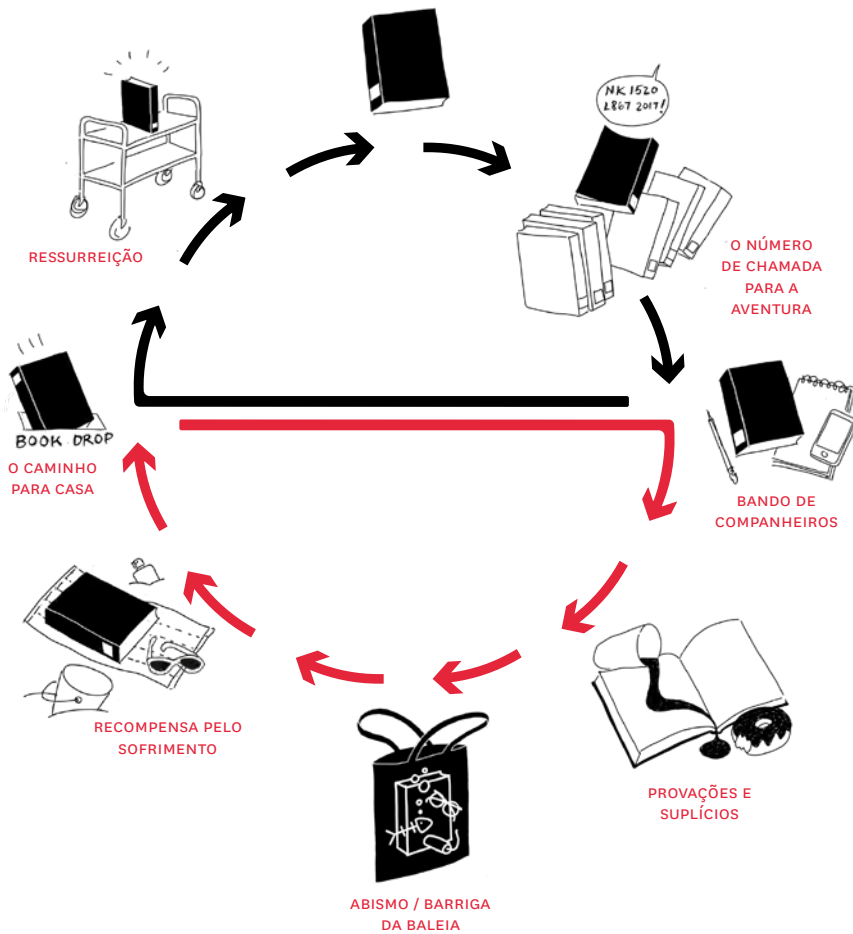 NK 1520
L867 2017!
O NÚMERO
DE CHAMADA
PARA A
AVENTURA
BANDO DE
COMPANHEIROS
PROVAÇÕES E
SUPLÍCIOS
ABISMO / BARRIGA
DA BALEIA
RECOMPENSA PELO
SOFRIMENTO
BOOK DROP
O CAMINHO
PARA CASA
RESSURREIÇÃO